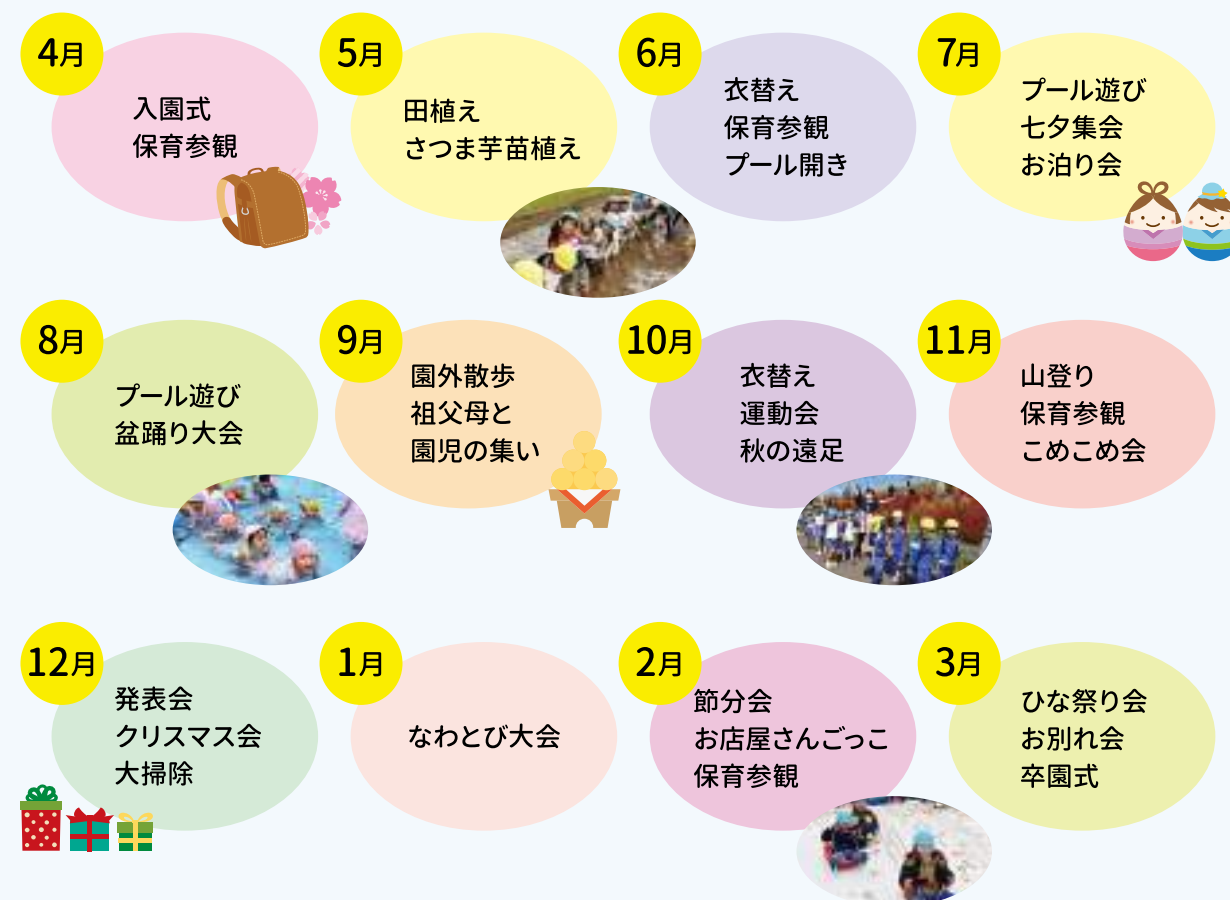 4月
入園式
保育参観
5月
田植え
さつま芋苗植え
6月
衣替え
保育参観
プール開き
7月
プール遊び
七夕集会
お泊り会
8月
プール遊び
盆踊り大会
9月
園外散歩
祖父母と
園児の集い
10月
衣替え
運動会
秋の遠足
11月
山登り
保育参観
こめこめ会
12月
発表会
クリスマス会
大掃除
1月
なわとび大会
2月
節分会
お店屋さんごっこ
保育参観
3月
ひな祭り会
お別れ会
卒園式